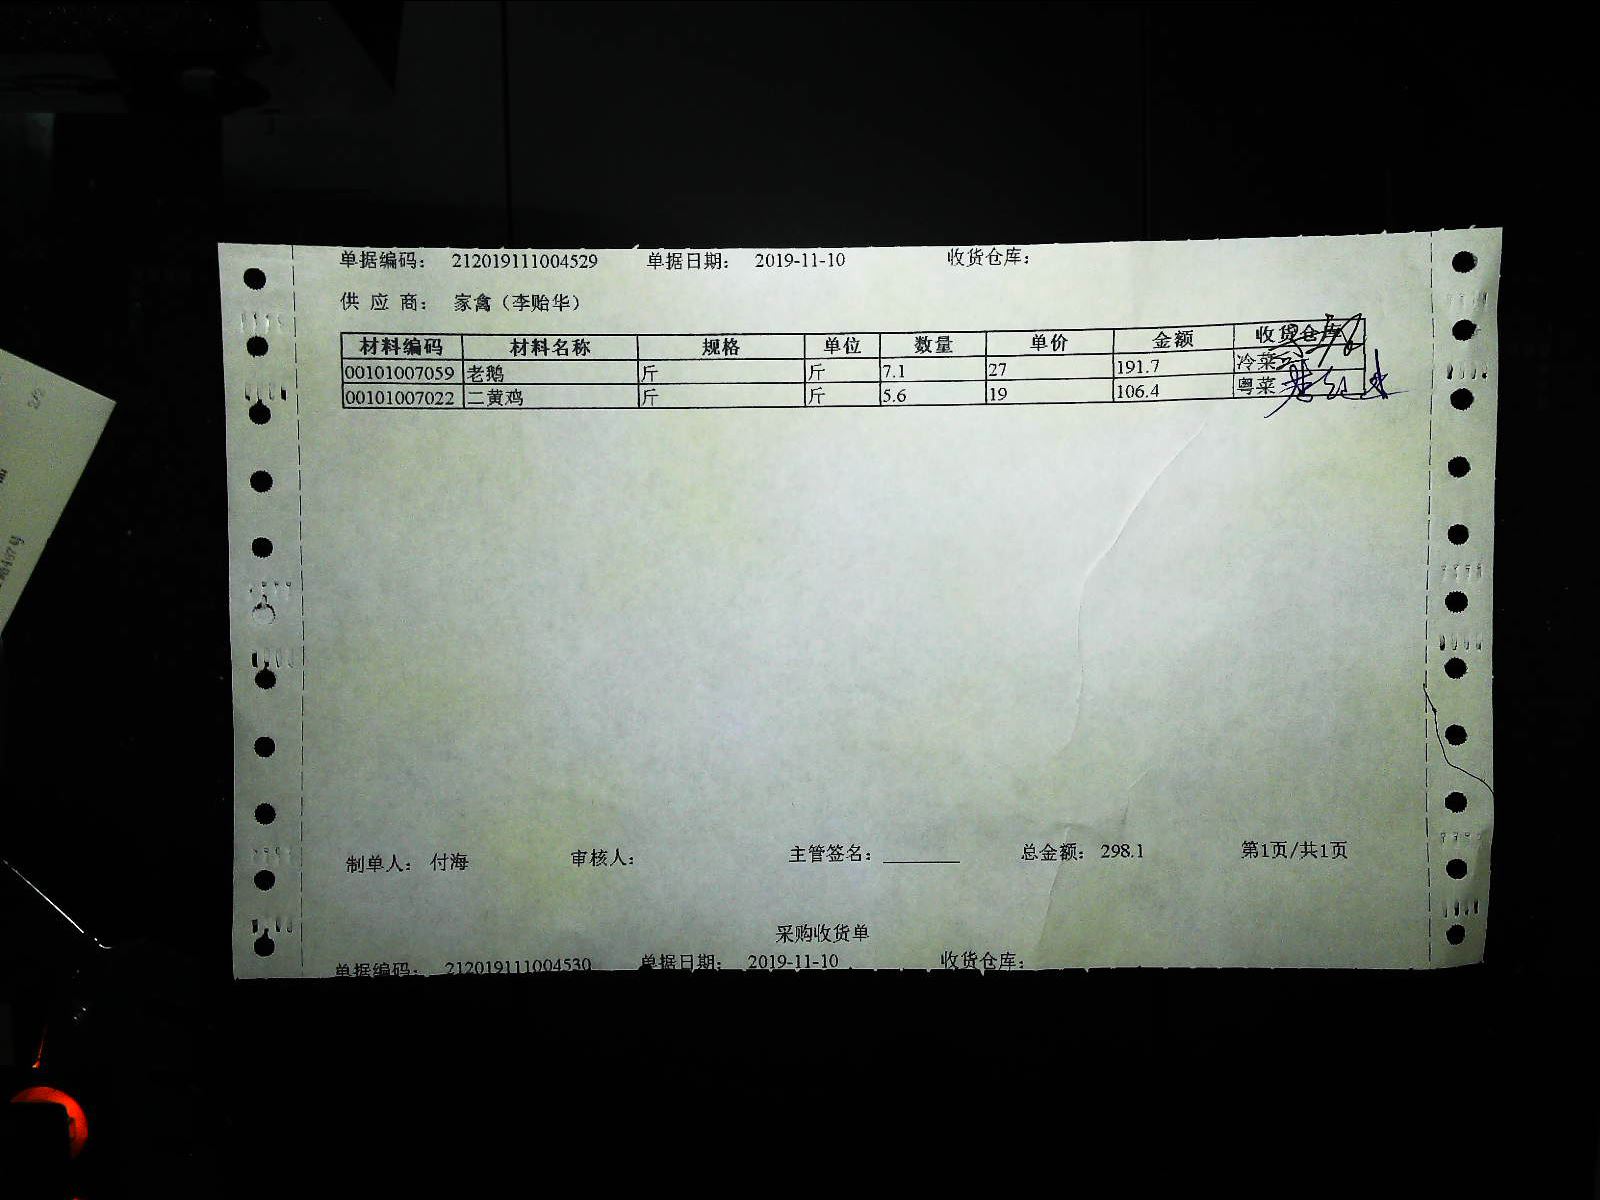 单据编码： 212019111004529 单据日期： 2019-11-10 收货仓库：
供 应 商： 家禽（李贻华）
材料编码 材料名称 规格 单位 数量 单价 金额 收货仓库
00101007059 老鹅 斤 斤 7.1 27 191.7 冷菜
00101007022 二黄鸡 斤 斤 5.6 19 106.4 粤菜
制单人： 付海 审核人： 主管签名： 总金额： 298.1 第1页/共1页
采购收货单
单据编码： 212019111004530 单据日期： 2019-11-10 收货仓库：